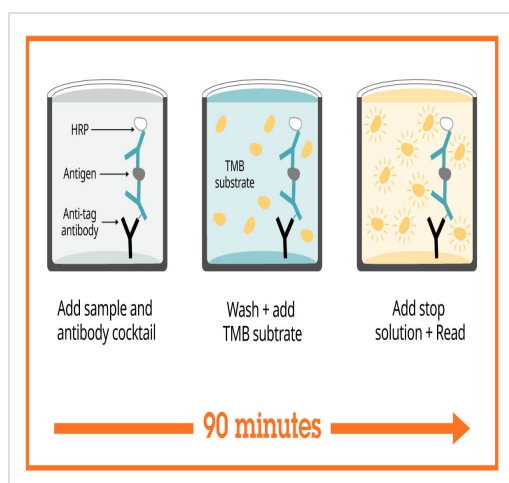 HRP
Antigen
Anti-tag
antibody
TMB
substrate
Add sample and
antibody cocktail
Wash + add
TMB subtrate
Add stop
solution + Read
90 minutes